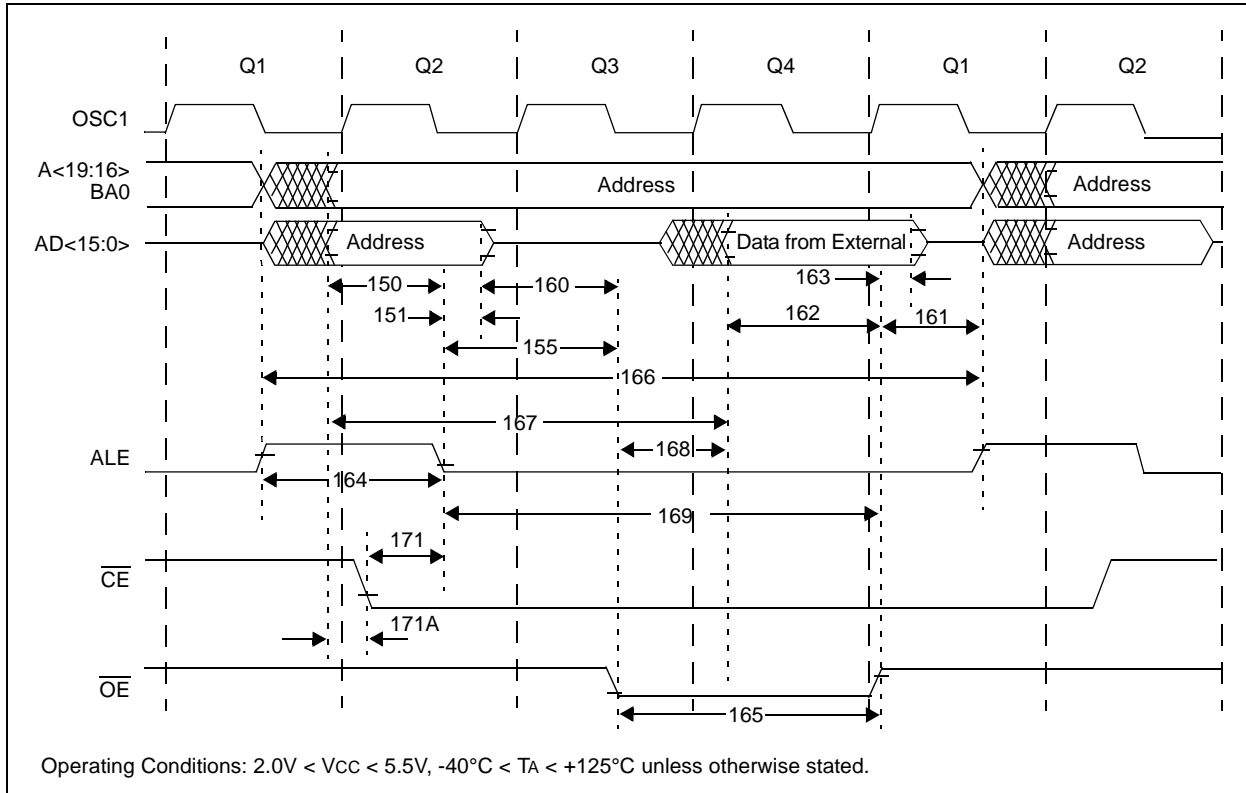 Q1 Q2 Q3 Q4 Q1 Q2
OSC1
A<19:16>
BA0
Address
Address
AD<15:0>
Address
Data from External
Address
150
160
163
151
162
161
155
166
167
168
ALE
164
169
171
CE
171A
OE
165
Operating Conditions: 2.0V < VCC < 5.5V, -40°C < TA < +125°C unless otherwise stated.